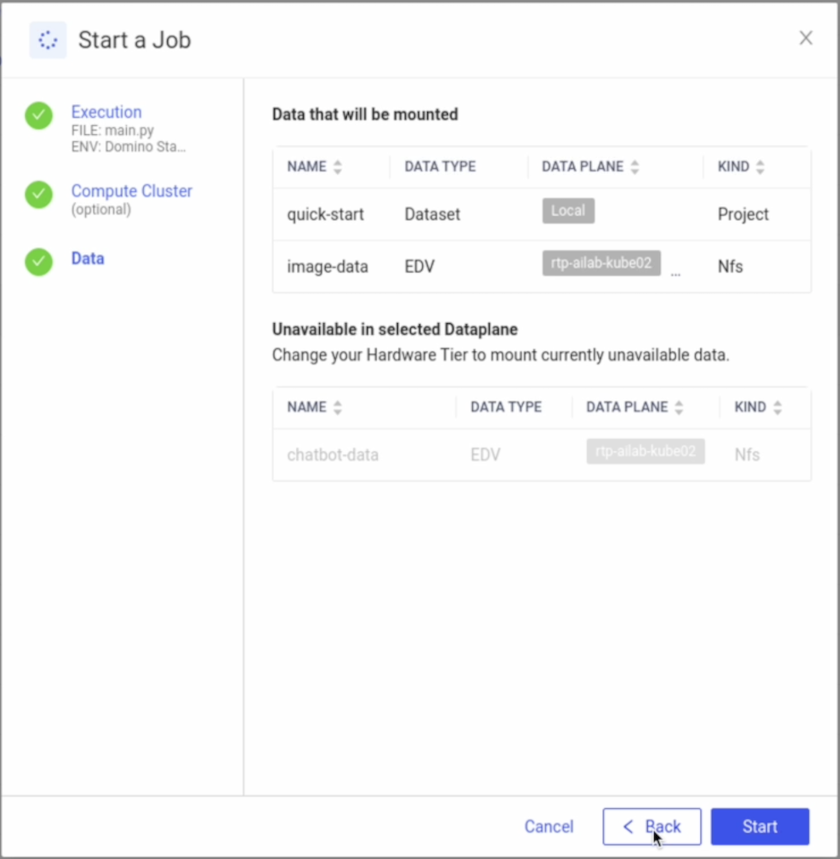 Start a Job
Execution
FILE: main.py
ENV: Domino Sta...
Compute Cluster
(optional)
Data
Data that will be mounted
NAME DATA TYPE DATA PLANE KIND
quick-start Dataset Local Project
image-data EDV rtp-ailab-kube02 ... Nfs
Unavailable in selected Dataplane
Change your Hardware Tier to mount currently unavailable data.
NAME DATA TYPE DATA PLANE KIND
chatbot-data EDV rtp-ailab-kube02 Nfs
Cancel < Back Start